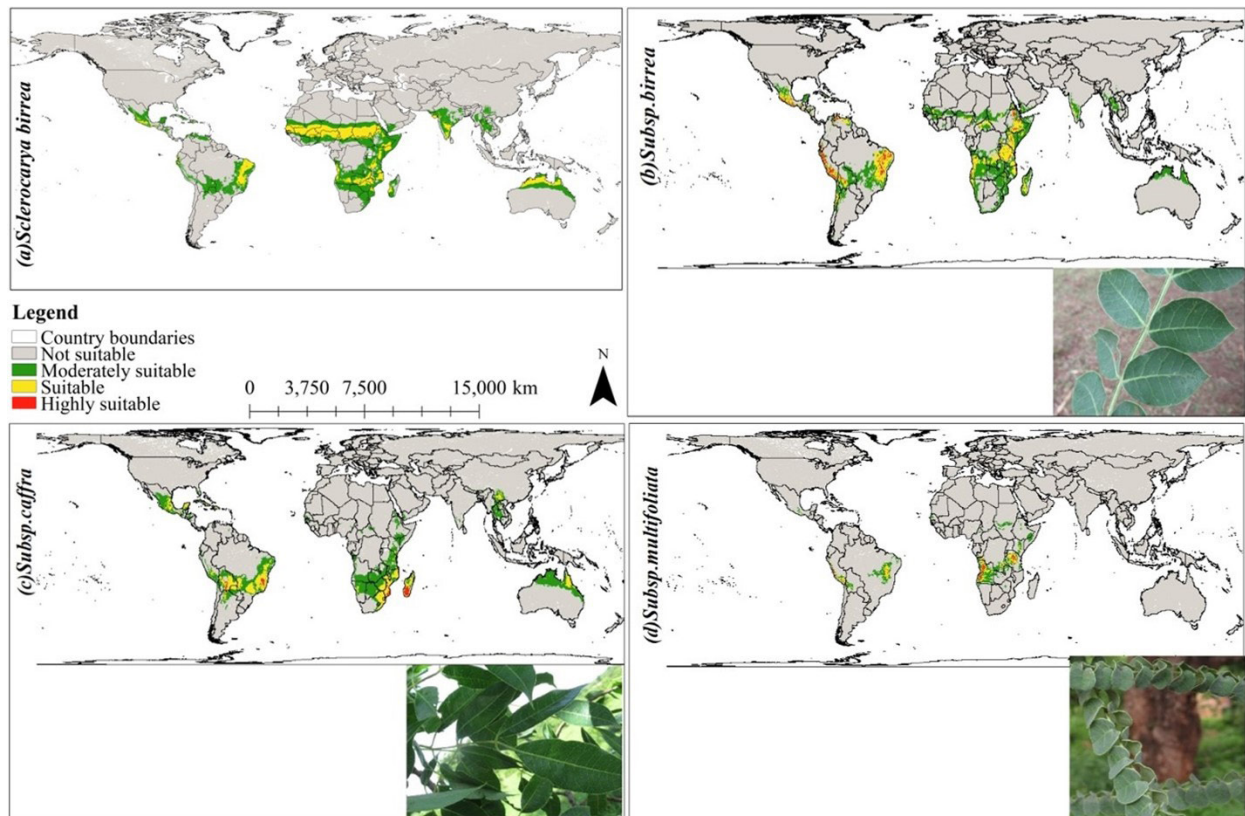 (a)Sclerocarya birrea
(b)Subsp.birrea
Legend
Country boundaries
Not suitable
Moderately suitable
Suitable
Highly suitable
0 3,750 7,500 15,000 km
N
(c)Subsp.caffra
(d)Subsp.multifoliata